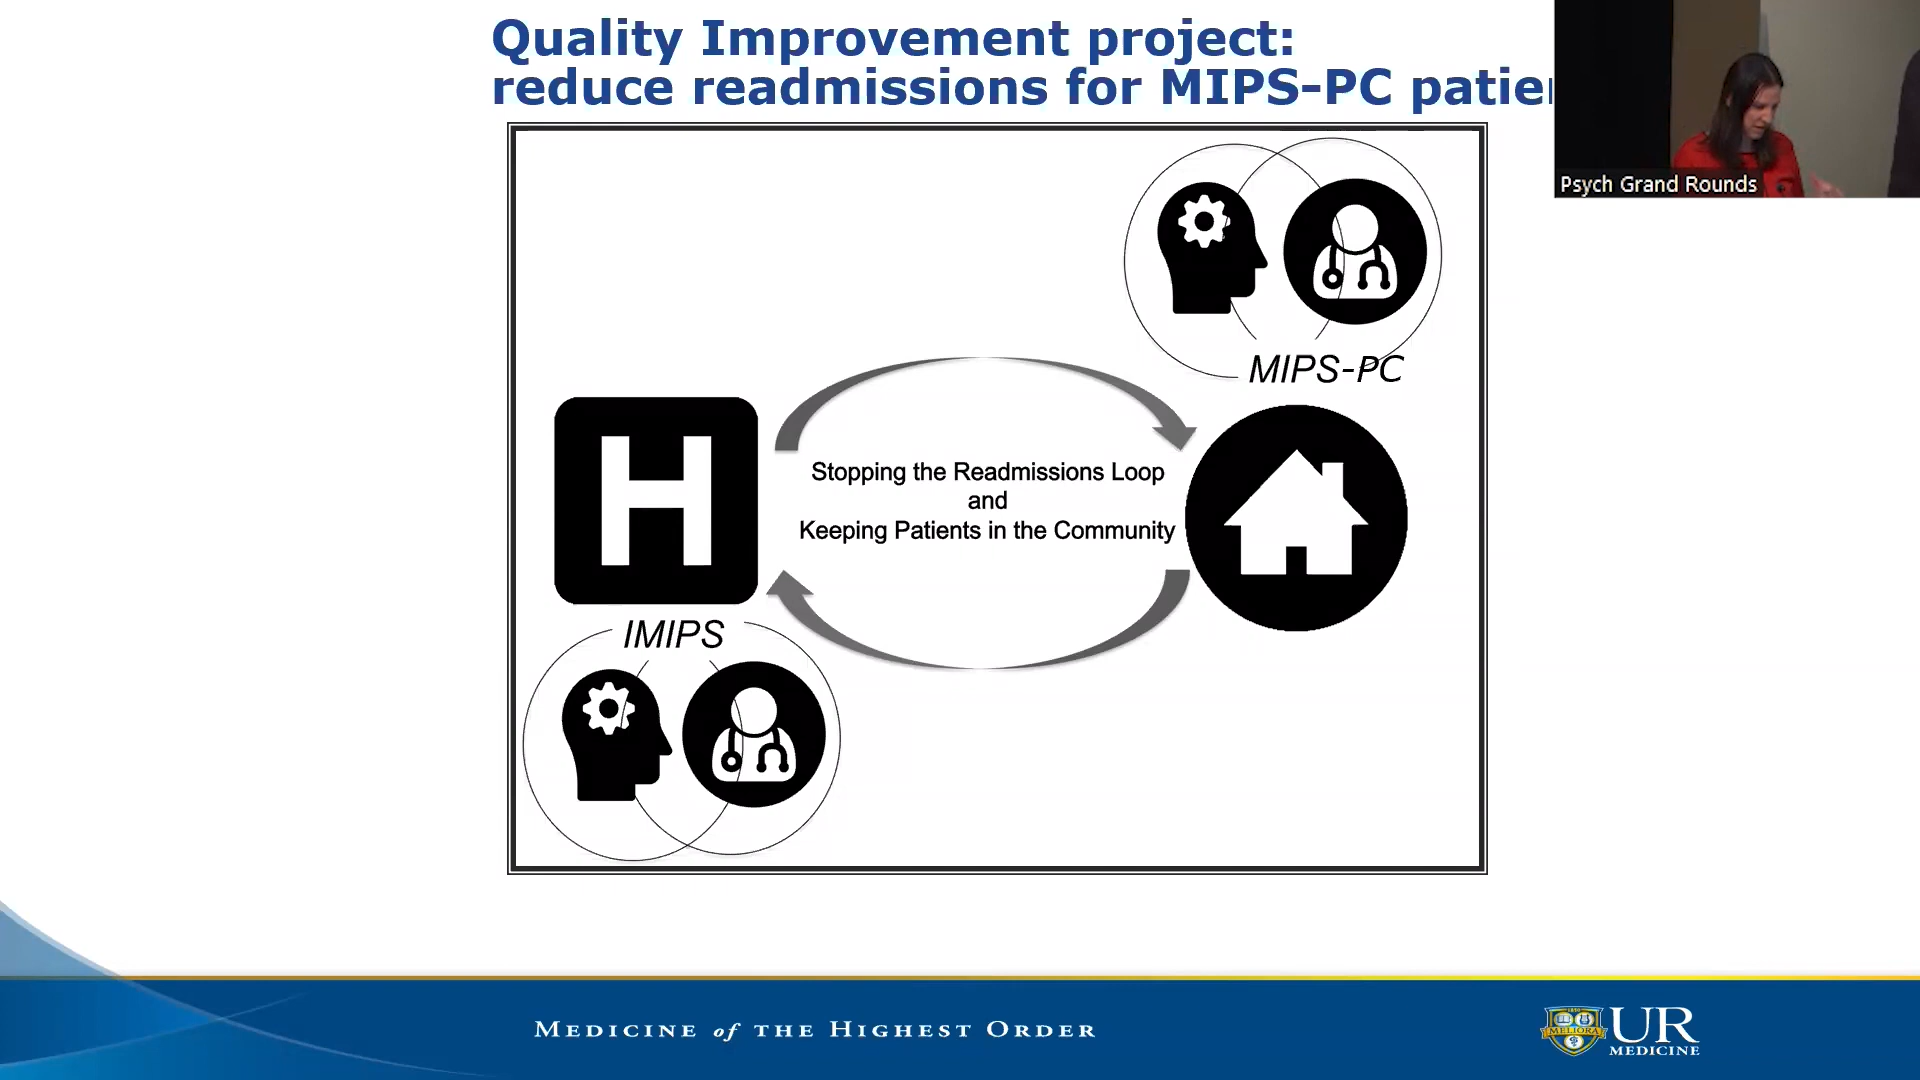 Quality Improvement project:
reduce readmissions for MIPS-PC
Psych Grand Rounds
MIPS-PC
H
Stopping the Readmissions Loop
and
Keeping Patients in the Community
IMIPS
MEDICINE of THE HIGHEST ORDER
MELIORA
UR
MEDICINE